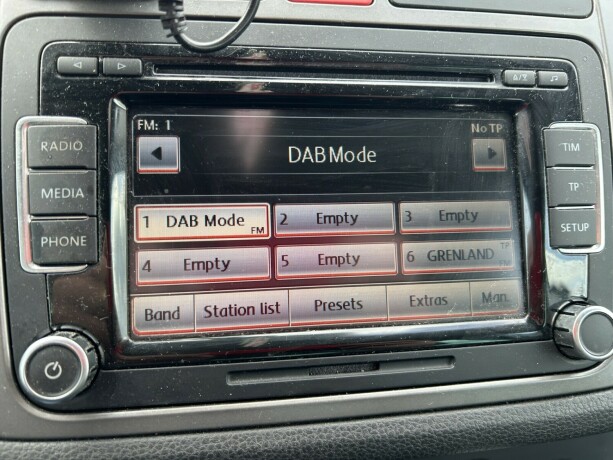 FM: 1
No TP
DAB Mode
1 DAB Mode FM
2 Empty
3 Empty
4 Empty
5 Empty
6 GRENLAND TP
Band
Station list
Presets
Extras
Man.
RADIO
MEDIA
PHONE
TIM
TP
SETUP